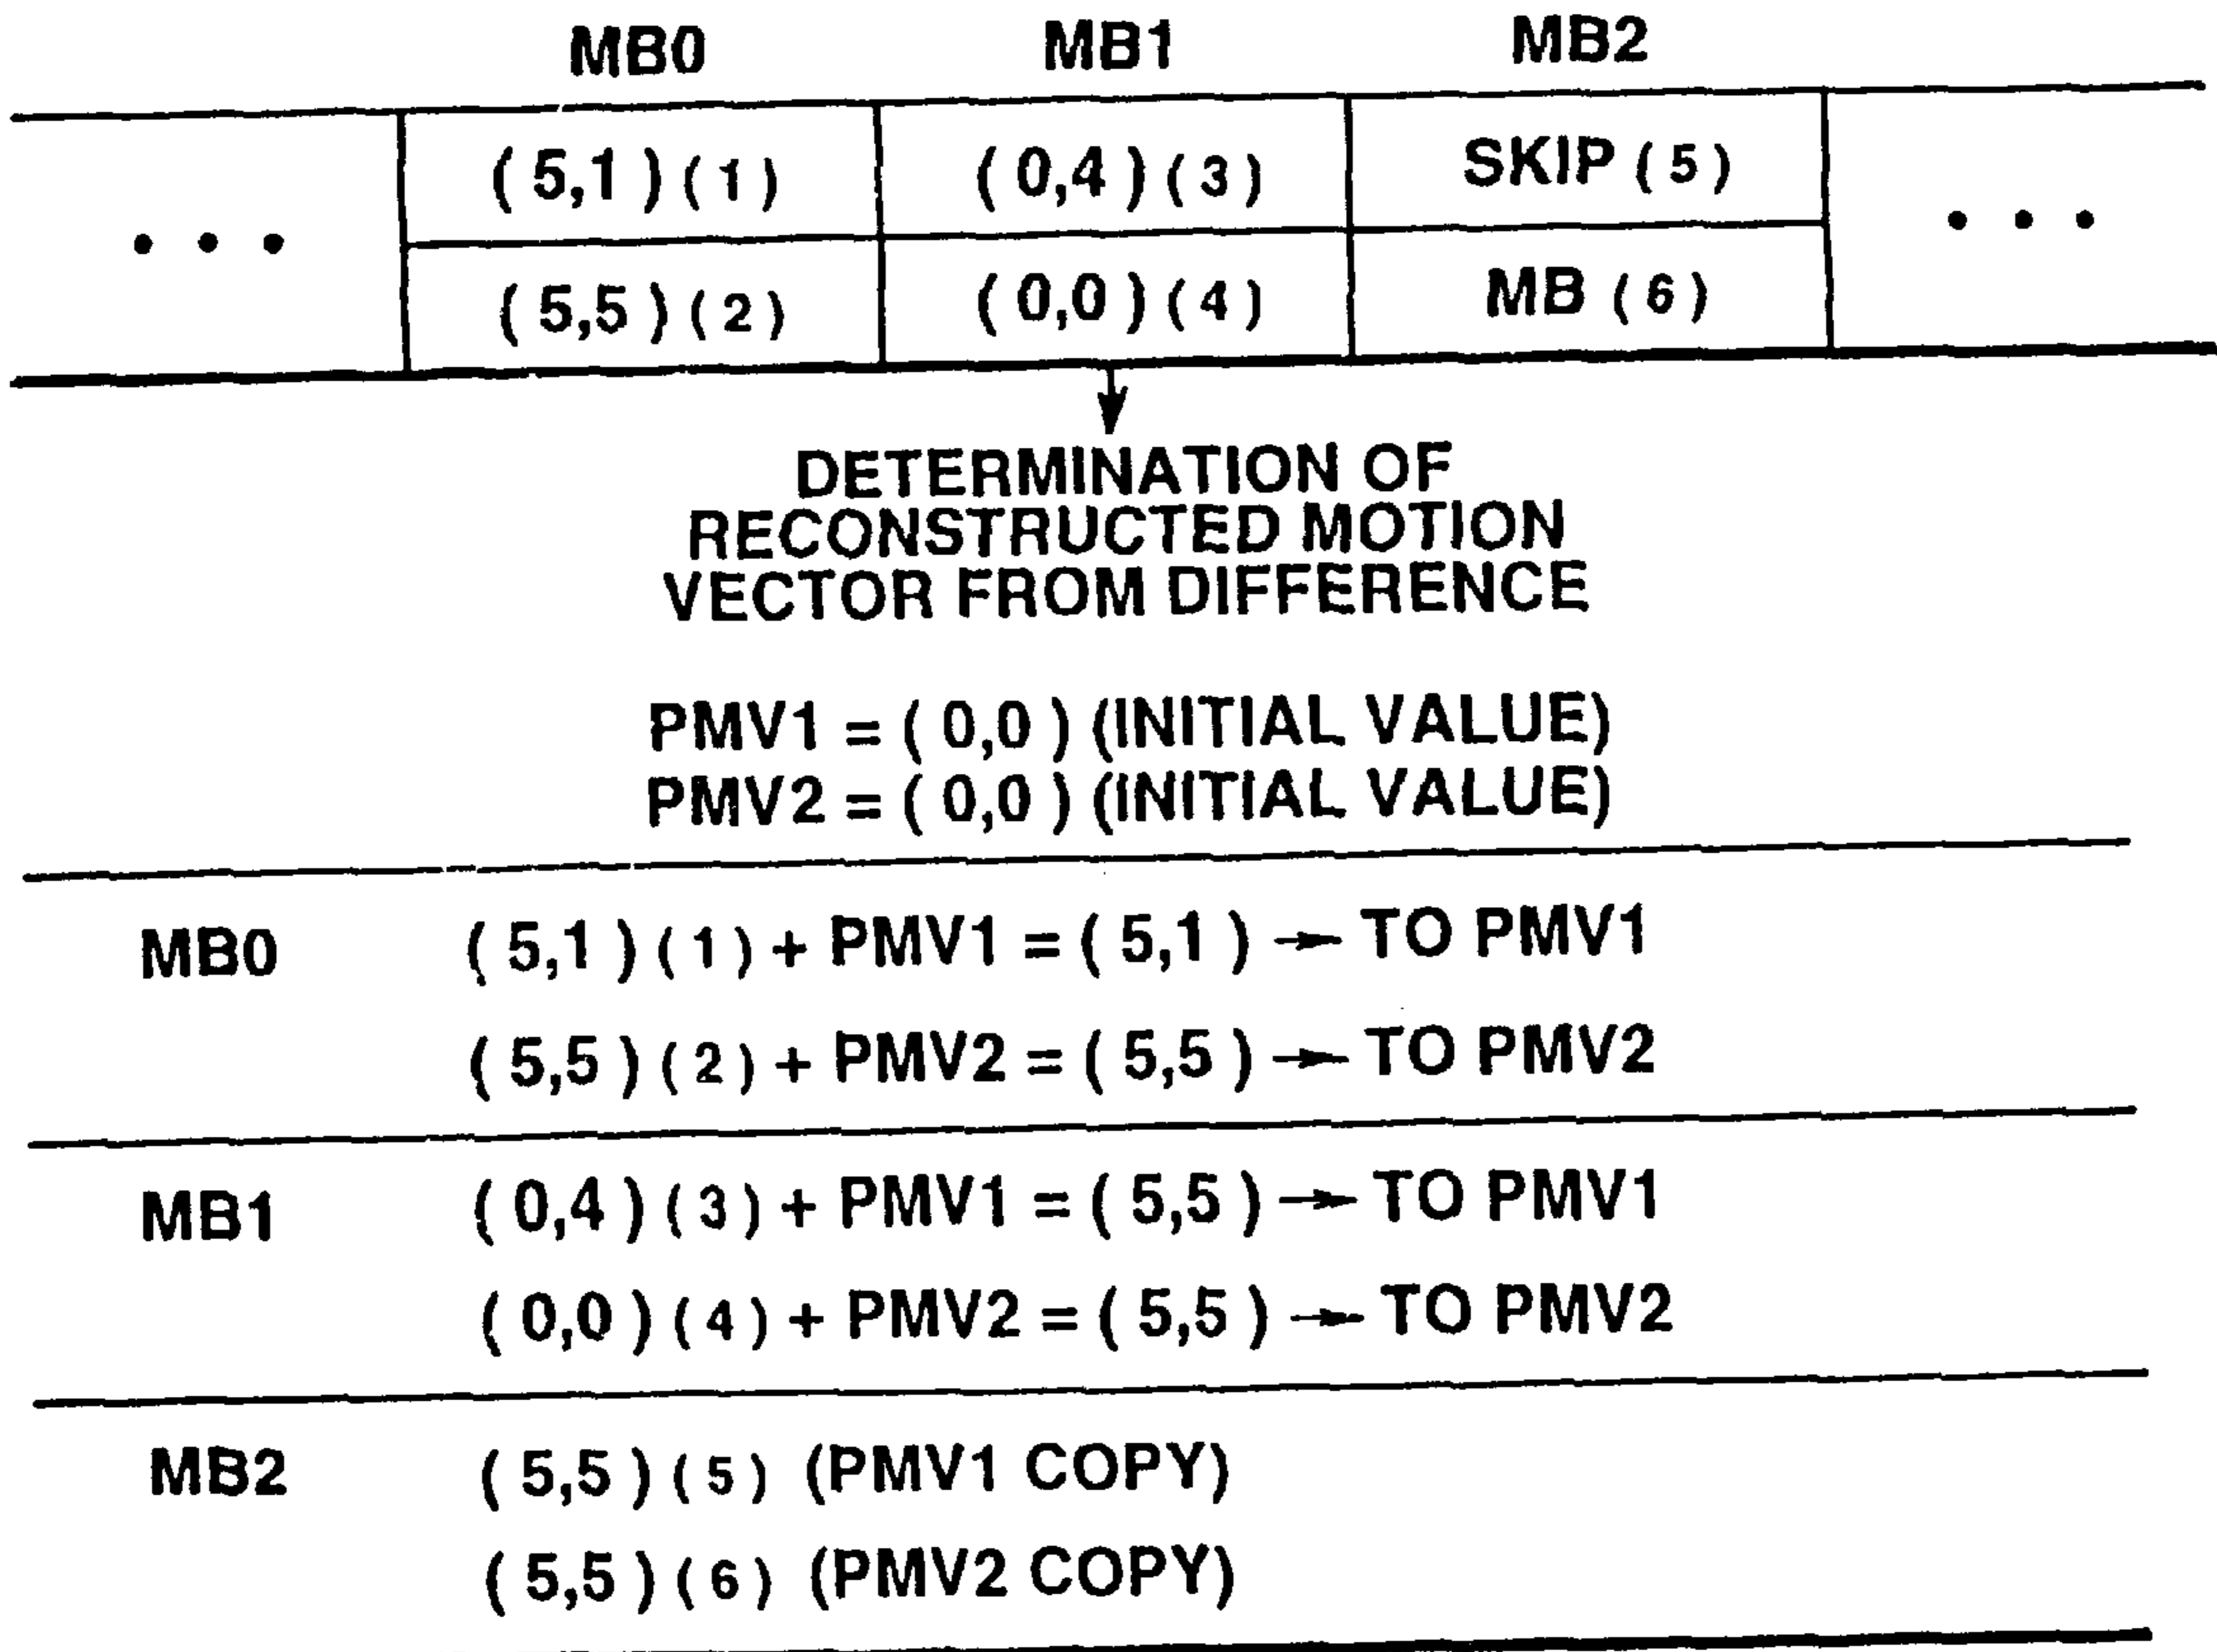 MB0 MB1 MB2
( 5,1 ) ( 1 ) ( 0,4 ) ( 3 ) SKIP ( 5 )
• • • • • •
( 5,5 ) ( 2 ) ( 0,0 ) ( 4 ) MB ( 6 )
DETERMINATION OF
RECONSTRUCTED MOTION
VECTOR FROM DIFFERENCE
PMV1 = ( 0,0 ) (INITIAL VALUE)
PMV2 = ( 0,0 ) (INITIAL VALUE)
MB0 ( 5,1 ) ( 1 ) + PMV1 = ( 5,1 ) → TO PMV1
( 5,5 ) ( 2 ) + PMV2 = ( 5,5 ) → TO PMV2
MB1 ( 0,4 ) ( 3 ) + PMV1 = ( 5,5 ) → TO PMV1
( 0,0 ) ( 4 ) + PMV2 = ( 5,5 ) → TO PMV2
MB2 ( 5,5 ) ( 5 ) (PMV1 COPY)
( 5,5 ) ( 6 ) (PMV2 COPY)